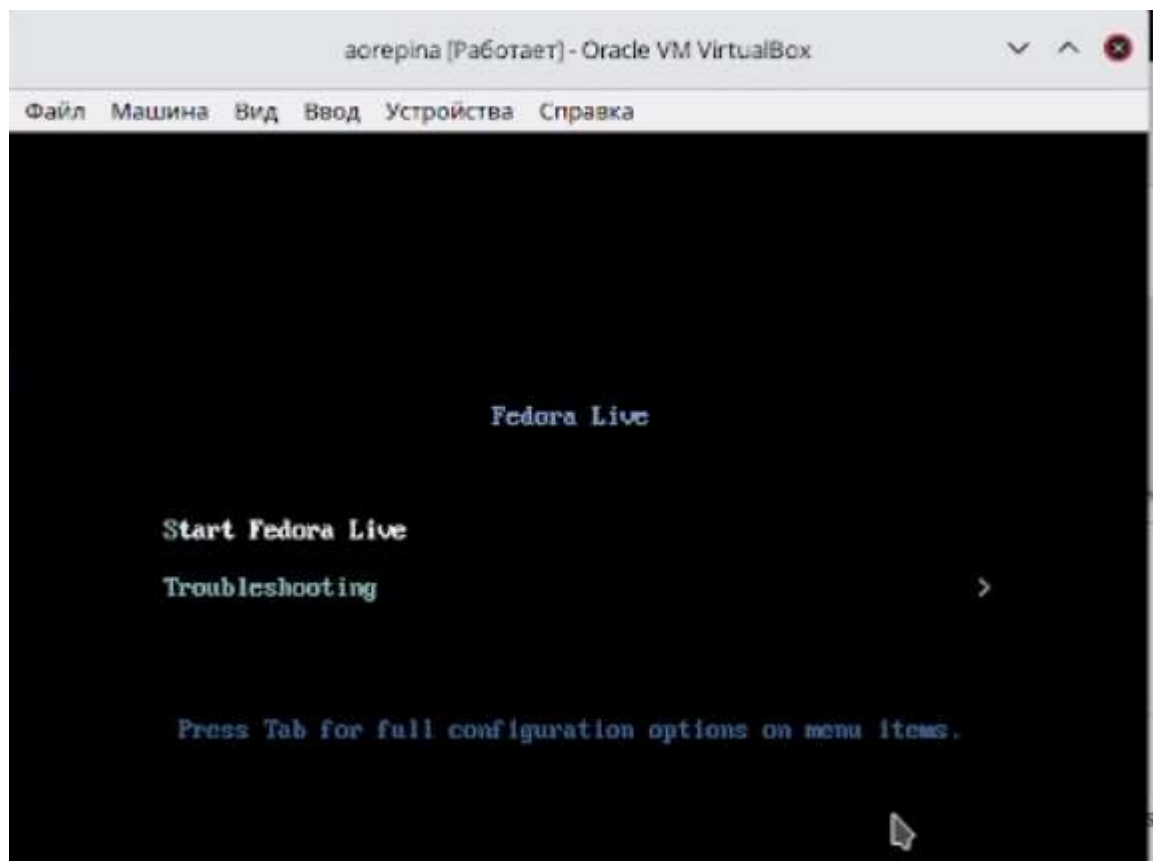 aorepina [Работает] - Oracle VM VirtualBox
Файл Машина Вид Ввод Устройства Справка
Fedora Live
Start Fedora Live
Troubleshooting >
Press Tab for full configuration options on menu items.